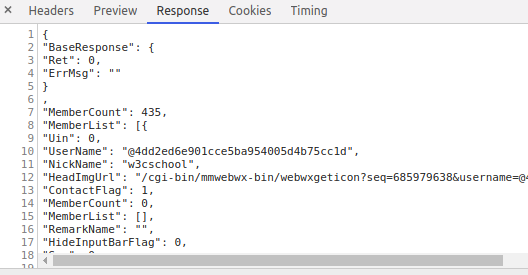 × Headers Preview Response Cookies Timing
1 {
2 "BaseResponse": {
3 "Ret": 0,
4 "ErrMsg": ""
5 }
6 ,
7 "MemberCount": 435,
8 "MemberList": [{
9 "Uin": 0,
10 "UserName": "@4dd2ed6e901cce5ba954005d4b75cc1d",
11 "NickName": "w3cschool",
12 "HeadImgUrl": "/cgi-bin/mmwebwx-bin/webwxgeticon?seq=685979638&username=@4
13 "ContactFlag": 1,
14 "MemberCount": 0,
15 "MemberList": [],
16 "RemarkName": "",
17 "HideInputBarFlag": 0,
18